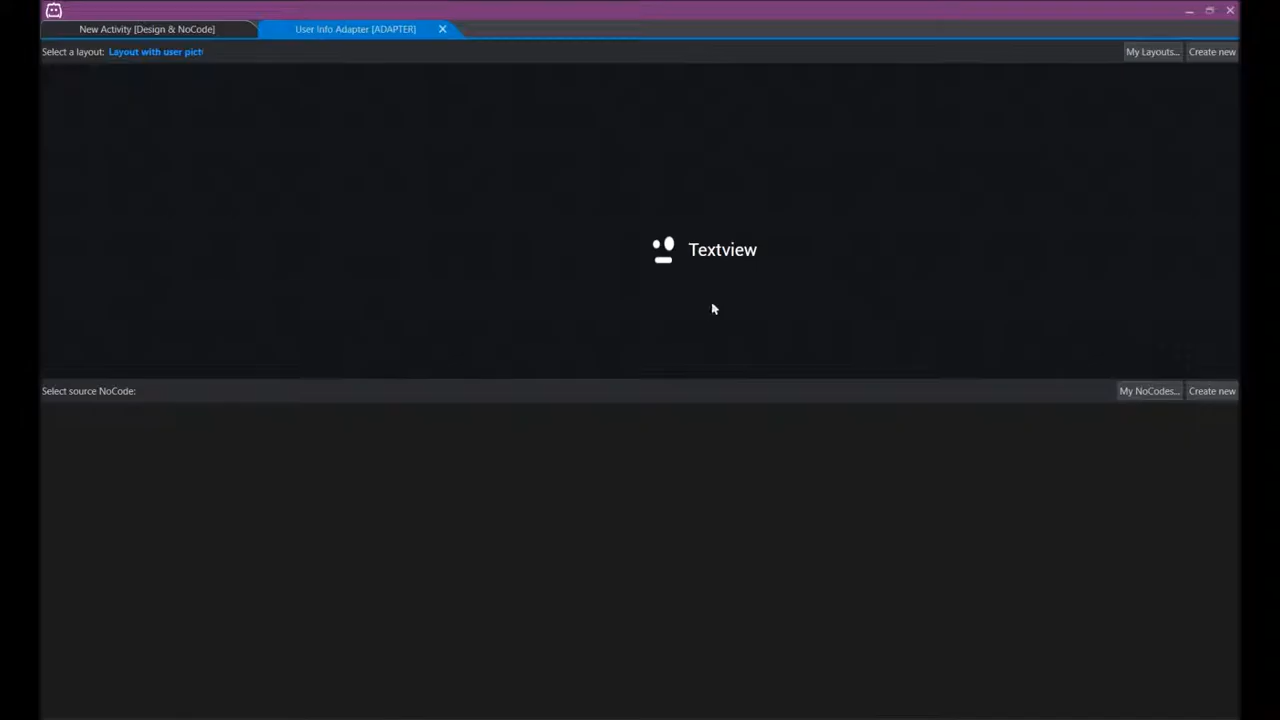 New Activity [Design & NoCode]
User Info Adapter [ADAPTER]
Select a layout: Layout with user pict
My Layouts...
Create new
Textview
Select source NoCode:
My NoCodes...
Create new